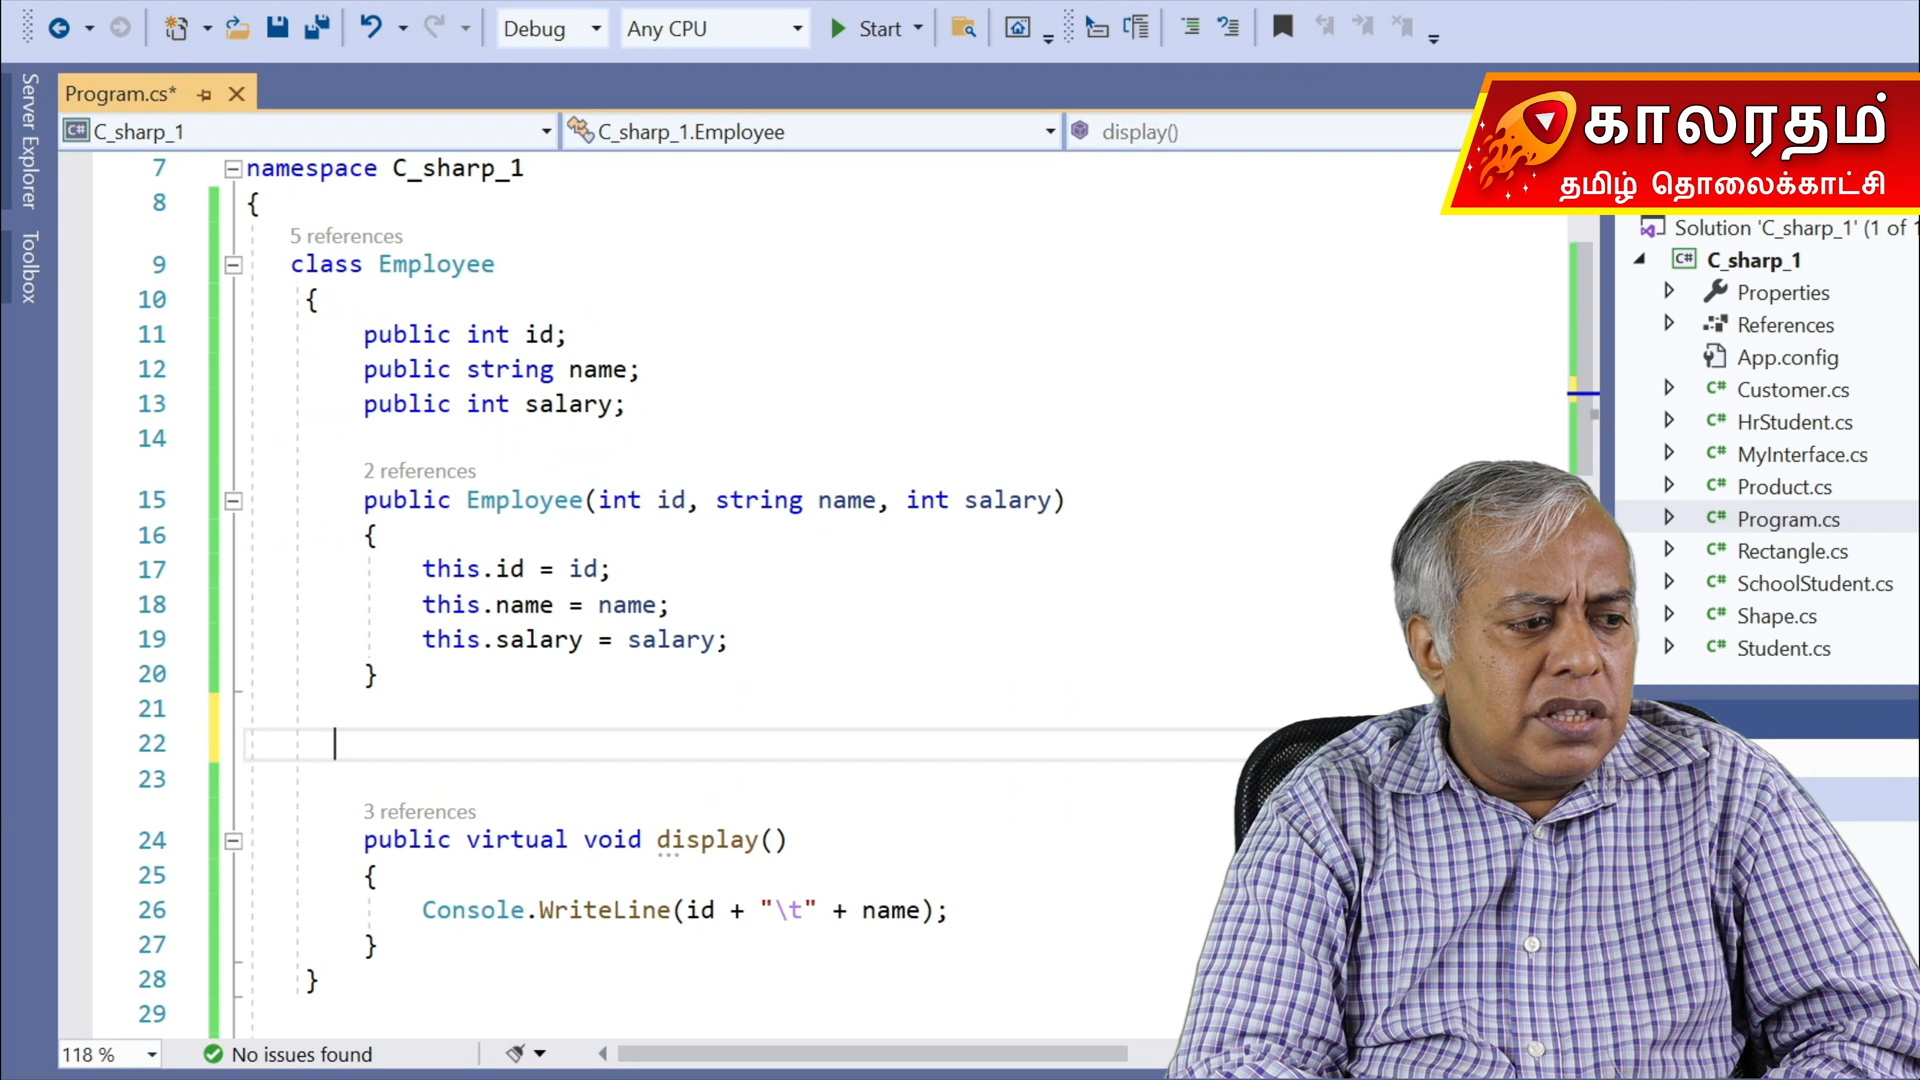 Debug
Any CPU
Start
Server Explorer
Toolbox
Program.cs*
C_sharp_1
C_sharp_1.Employee
display()
காலரதம்
தமிழ் தொலைக்காட்சி
7 namespace C_sharp_1
8 {
5 references
9 class Employee
10 {
11 public int id;
12 public string name;
13 public int salary;
14
2 references
15 public Employee(int id, string name, int salary)
16 {
17 this.id = id;
18 this.name = name;
19 this.salary = salary;
20 }
21
22
23
3 references
24 public virtual void display()
25 {
26 Console.WriteLine(id + "\t" + name);
27 }
28 }
29
118 %
No issues found
Solution 'C_sharp_1' (1 of 1
C# C_sharp_1
Properties
References
App.config
C# Customer.cs
C# HrStudent.cs
C# MyInterface.cs
C# Product.cs
C# Program.cs
C# Rectangle.cs
C# SchoolStudent.cs
C# Shape.cs
C# Student.cs